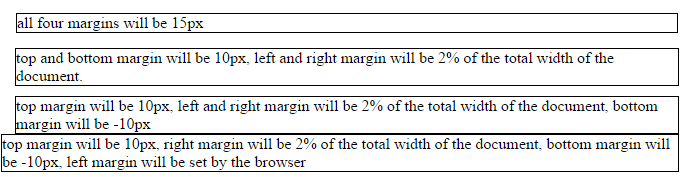 all four margins will be 15px
top and bottom margin will be 10px, left and right margin will be 2% of the total width of the
document.
top margin will be 10px, left and right margin will be 2% of the total width of the document, bottom
margin will be -10px
top margin will be 10px, right margin will be 2% of the total width of the document, bottom margin will
be -10px, left margin will be set by the browser